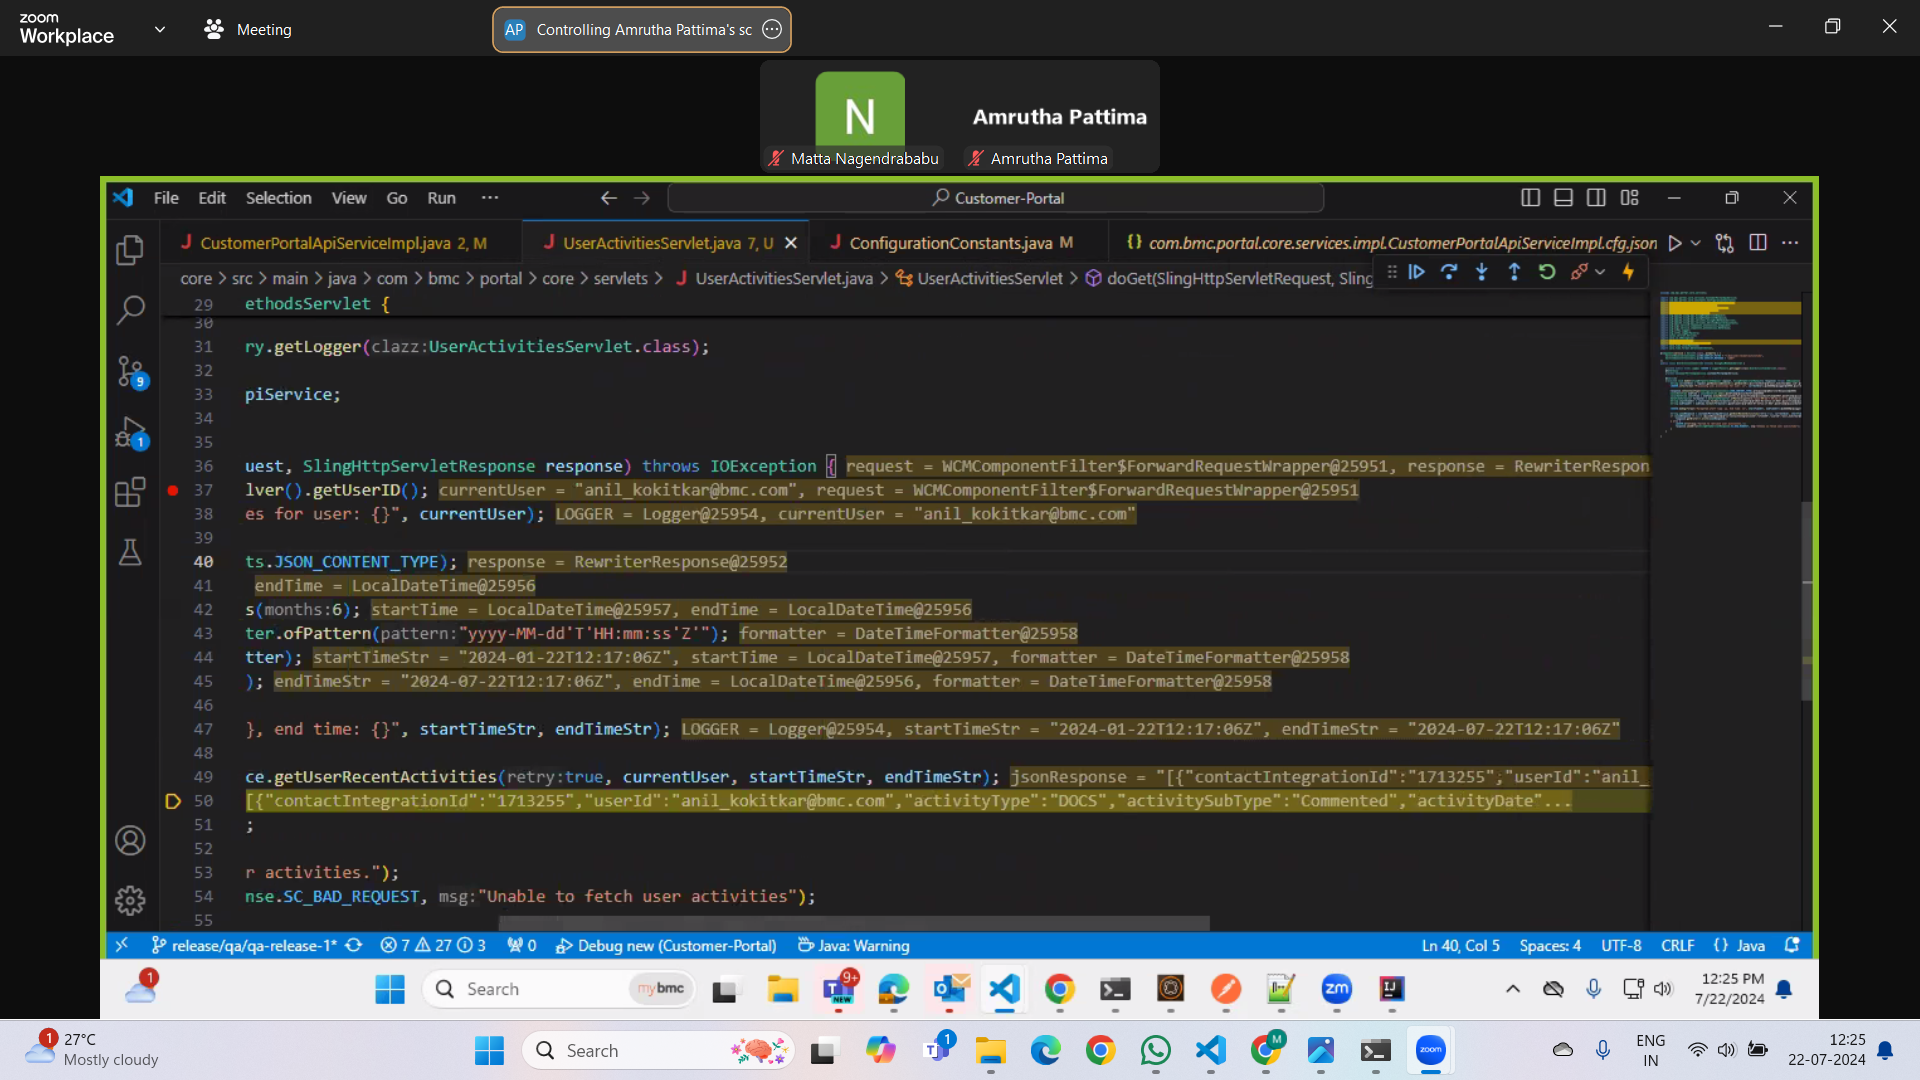 zoom
Workplace
Meeting
AP Controlling Amrutha Pattima's sc
N
Amrutha Pattima
Matta Nagendrababu
Amrutha Pattima
File Edit Selection View Go Run ...
Customer-Portal
CustomerPortalApiServiceImpl.java 2, M
UserActivitiesServlet.java 7, U
ConfigurationConstants.java M
{} com.bmc.portal.core.services.impl.CustomerPortalApiServiceImpl.cfg.json
core > src > main > java > com > bmc > portal > core > servlets > UserActivitiesServlet.java > UserActivitiesServlet > doGet(SlingHttpServletRequest, Sling
29 ethodsServlet {
30
31 ry.getLogger(clazz:UserActivitiesServlet.class);
32
33 piService;
34
35
36 uest, SlingHttpServletResponse response) throws IOException { request = WCMComponentFilter$ForwardRequestWrapper@25951, response = RewriterRespon
37 lver().getUserID(); currentUser = "anil_kokitkar@bmc.com", request = WCMComponentFilter$ForwardRequestWrapper@25951
38 es for user: {}", currentUser); LOGGER = Logger@25954, currentUser = "anil_kokitkar@bmc.com"
39
40 ts.JSON_CONTENT_TYPE); response = RewriterResponse@25952
41 endTime = LocalDateTime@25956
42 s(months:6); startTime = LocalDateTime@25957, endTime = LocalDateTime@25956
43 ter.ofPattern(pattern:"yyyy-MM-dd'T'HH:mm:ss'Z'"); formatter = DateTimeFormatter@25958
44 tter); startTimeStr = "2024-01-22T12:17:06Z", startTime = LocalDateTime@25957, formatter = DateTimeFormatter@25958
45 ); endTimeStr = "2024-07-22T12:17:06Z", endTime = LocalDateTime@25956, formatter = DateTimeFormatter@25958
46
47 }, end time: {}", startTimeStr, endTimeStr); LOGGER = Logger@25954, startTimeStr = "2024-01-22T12:17:06Z", endTimeStr = "2024-07-22T12:17:06Z"
48
49 ce.getUserRecentActivities(retry:true, currentUser, startTimeStr, endTimeStr); jsonResponse = "[{"contactIntegrationId":"1713255","userId":"anil_
50 [{"contactIntegrationId":"1713255","userId":"anil_kokitkar@bmc.com","activityType":"DOCS","activitySubType":"Commented","activityDate"...
51 ;
52
53 r activities.");
54 nse.SC_BAD_REQUEST, msg:"Unable to fetch user activities");
55
9
1
release/qa/qa-release-1* 7 27 3 0 Debug new (Customer-Portal) Java: Warning
Ln 40, Col 5 Spaces: 4 UTF-8 CRLF {} Java
1
Search mybmc
9+
NEW
zm
IJ
12:25 PM
7/22/2024
1
27°C
Mostly cloudy
Search
1
M
zoom
ENG
IN
12:25
22-07-2024